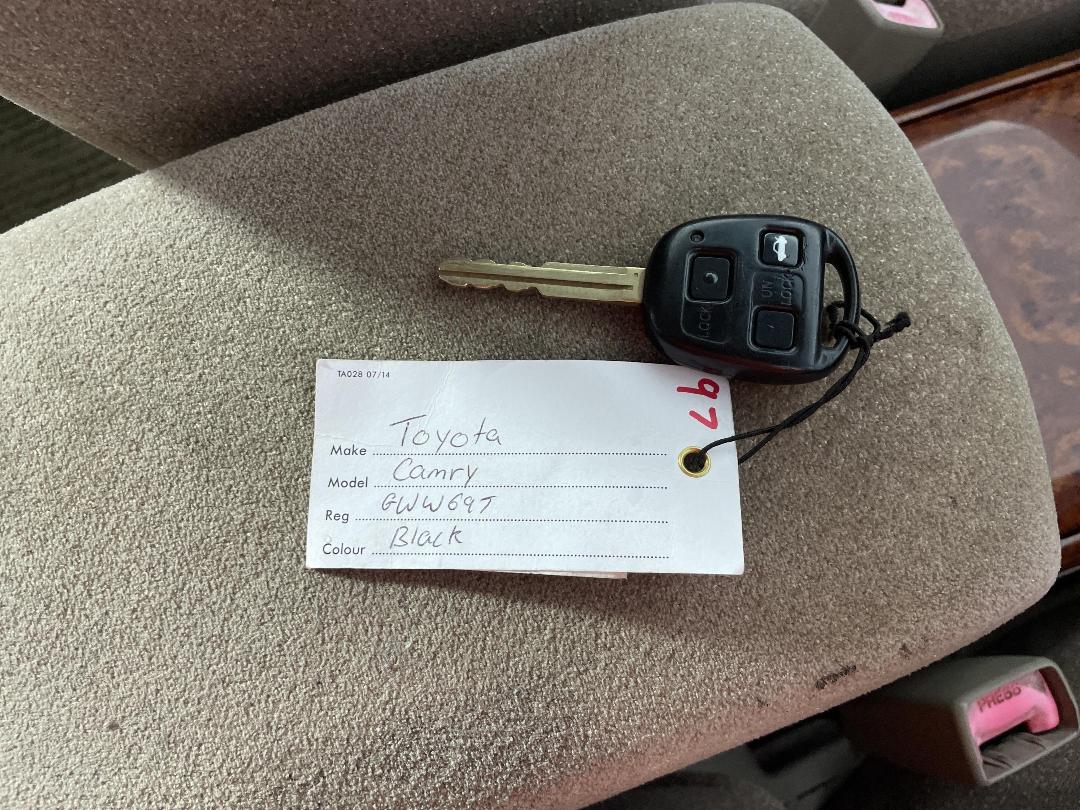 LOCK
UN
LOCK
TA028 07/14
97
Make Toyota
Model Camry
Reg GWW69T
Colour Black
PRESS